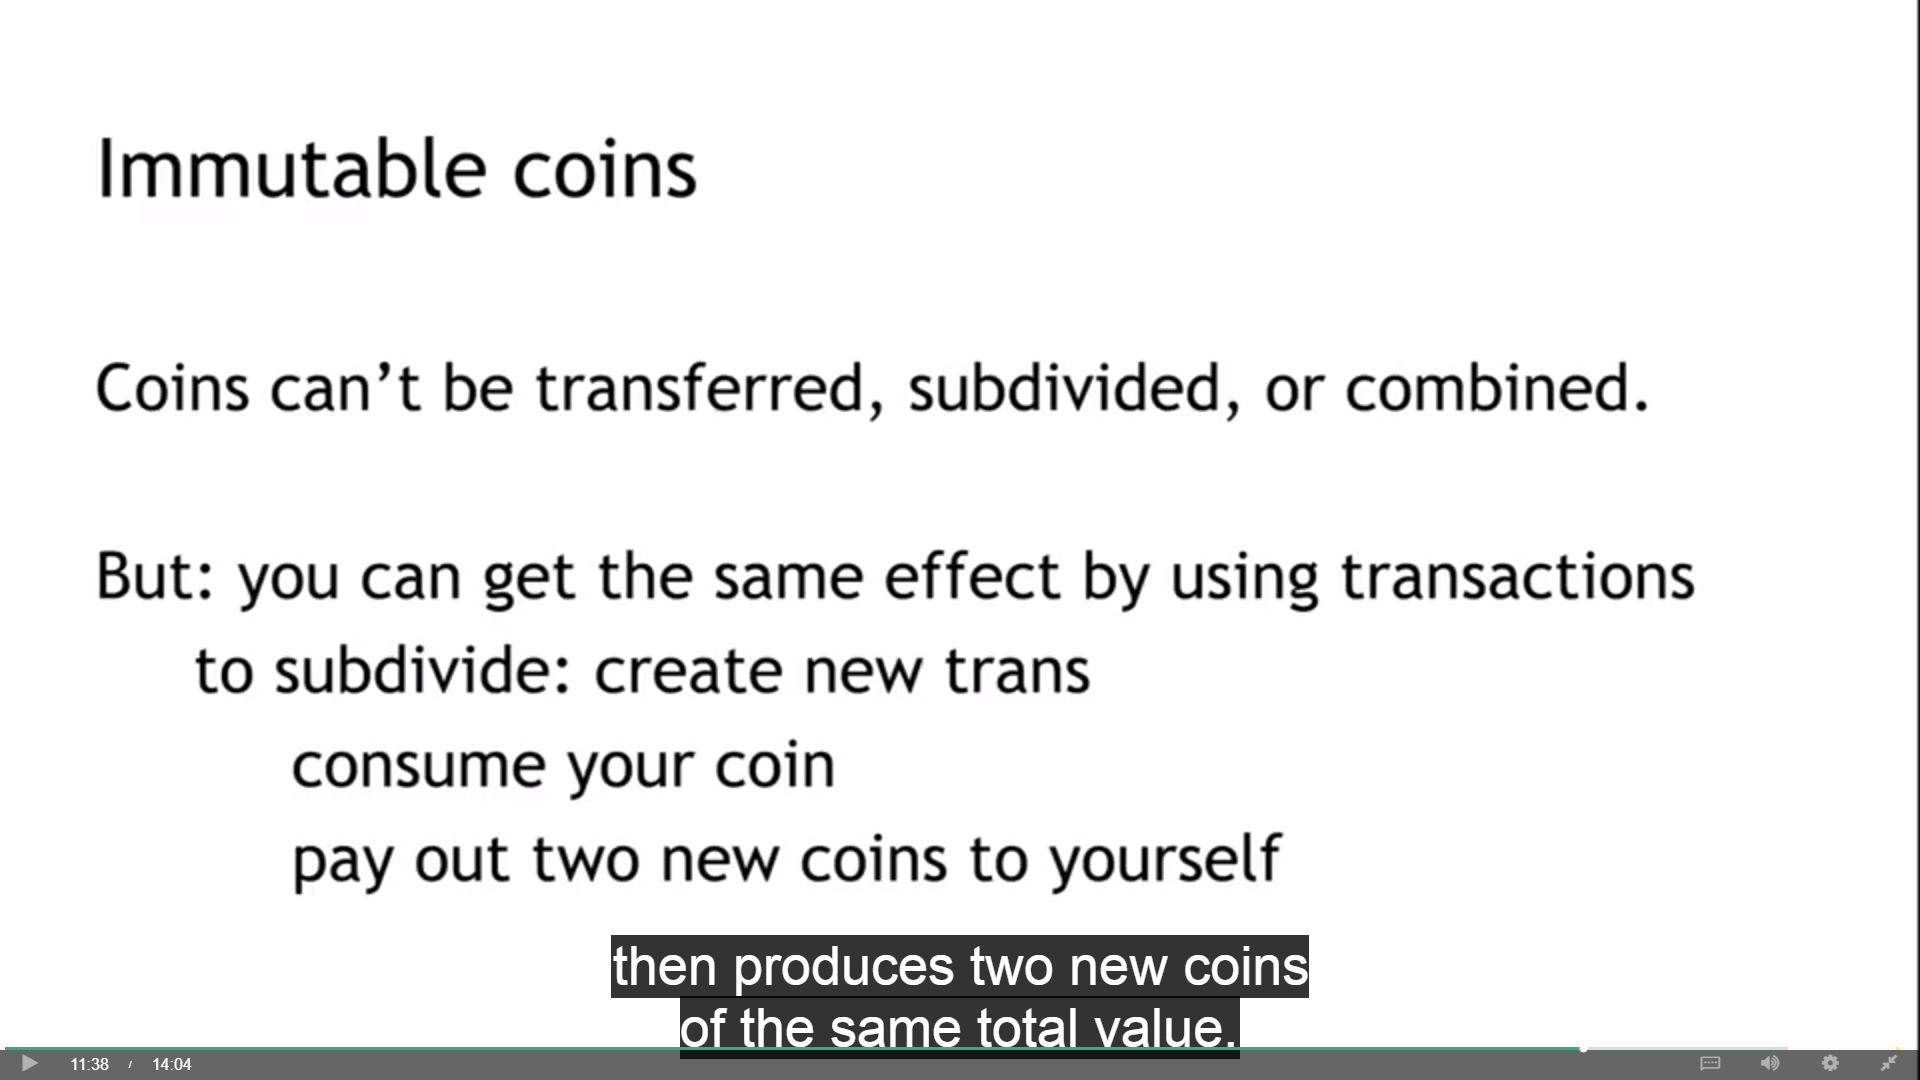 Immutable coins
Coins can’t be transferred, subdivided, or combined.
But: you can get the same effect by using transactions
to subdivide: create new trans
consume your coin
pay out two new coins to yourself
then produces two new coins
of the same total value.
11:38 / 14:04